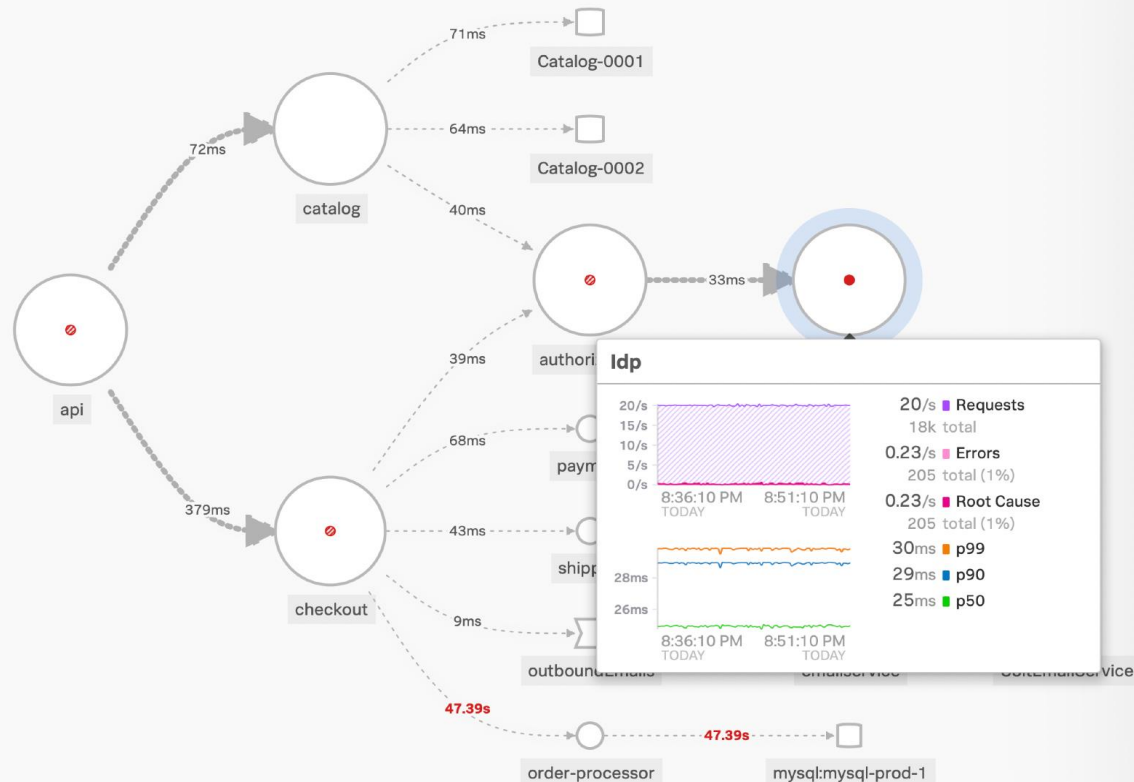 71ms
Catalog-0001
72ms
64ms
Catalog-0002
catalog
40ms
33ms
39ms
api
Idp
20/s
15/s
10/s
5/s
0/s
8:36:10 PM
TODAY
8:51:10 PM
TODAY
20/s Requests
18k total
0.23/s Errors
205 total (1%)
0.23/s Root Cause
205 total (1%)
30ms p99
29ms p90
25ms p50
28ms
26ms
8:36:10 PM
TODAY
8:51:10 PM
TODAY
68ms
379ms
43ms
checkout
9ms
outboundEmails
emailservice
47.39s
47.39s
order-processor
mysql:mysql-prod-1